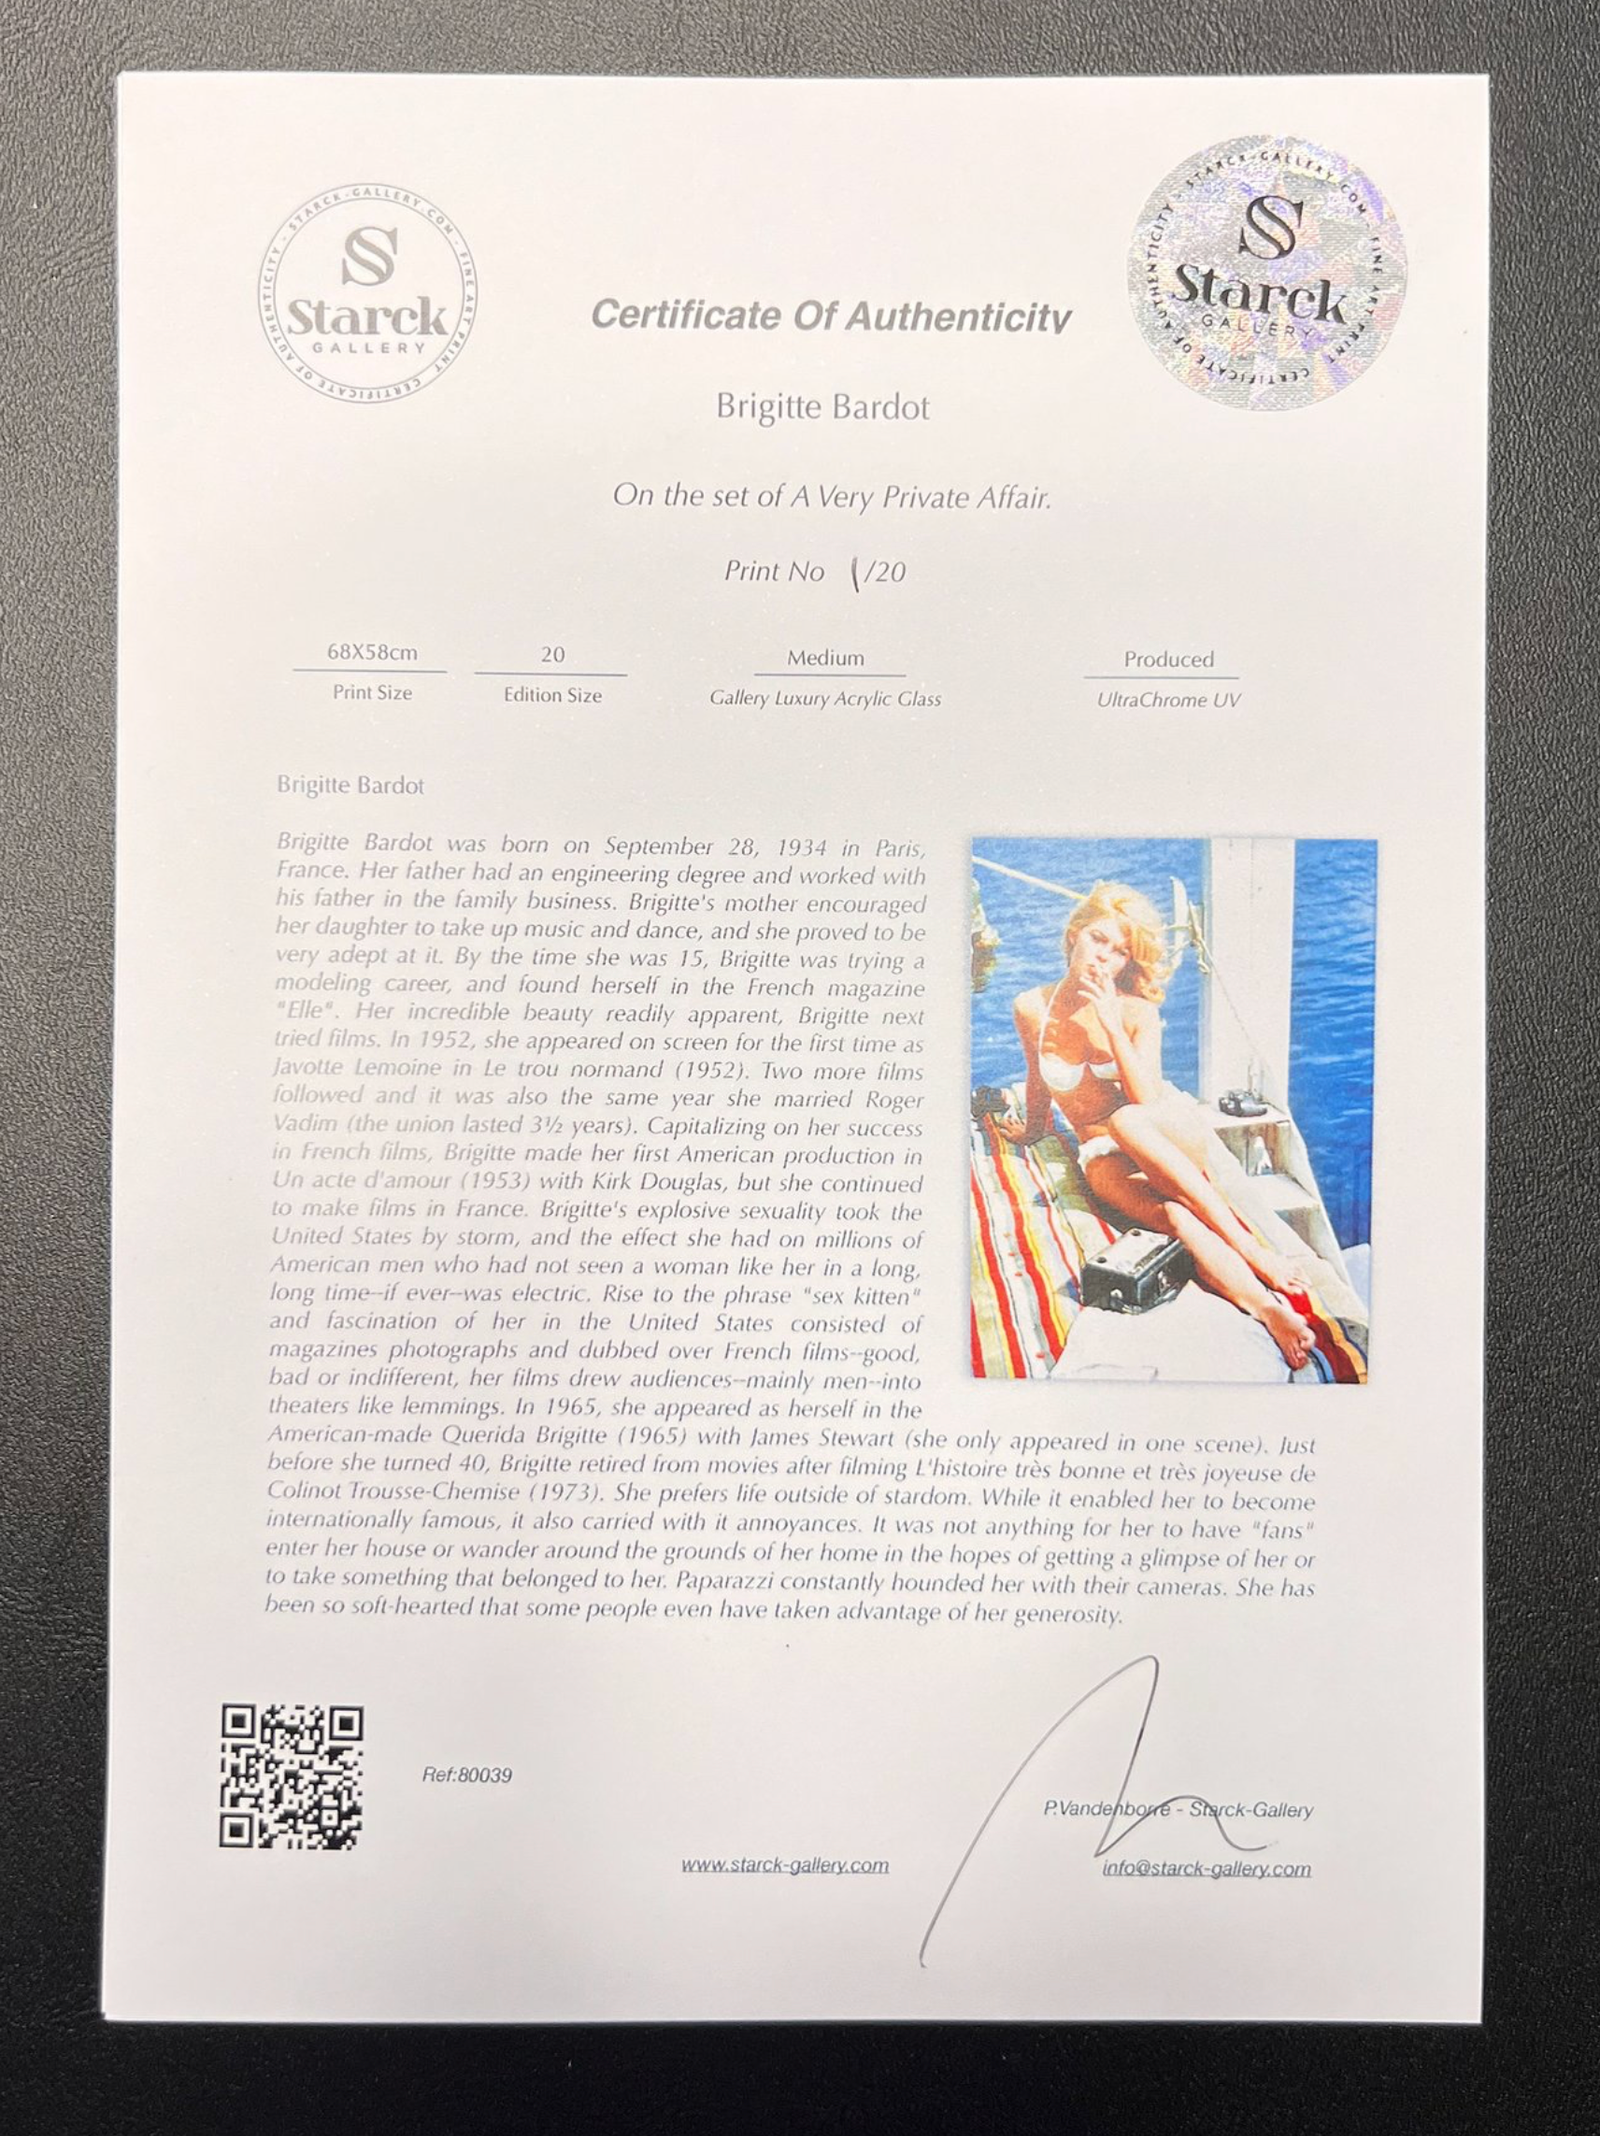 STARCK-GALLERY.COM - FINE ART PRINT - CERTIFICATE OF AUTHENTICITY -
S
Starck
GALLERY
STARCK-GALLERY.COM - FINE ART PRINT - CERTIFICATE OF AUTHENTICITY -
S
Starck
GALLERY
Certificate Of Authenticity
Brigitte Bardot
On the set of A Very Private Affair.
Print No 1/20
68X58cm
Print Size
20
Edition Size
Medium
Gallery Luxury Acrylic Glass
Produced
UltraChrome UV
Brigitte Bardot
Brigitte Bardot was born on September 28, 1934 in Paris,
France. Her father had an engineering degree and worked with
his father in the family business. Brigitte's mother encouraged
her daughter to take up music and dance, and she proved to be
very adept at it. By the time she was 15, Brigitte was trying a
modeling career, and found herself in the French magazine
"Elle". Her incredible beauty readily apparent, Brigitte next
tried films. In 1952, she appeared on screen for the first time as
Javotte Lemoine in Le trou normand (1952). Two more films
followed and it was also the same year she married Roger
Vadim (the union lasted 3½ years). Capitalizing on her success
in French films, Brigitte made her first American production in
Un acte d'amour (1953) with Kirk Douglas, but she continued
to make films in France. Brigitte's explosive sexuality took the
United States by storm, and the effect she had on millions of
American men who had not seen a woman like her in a long,
long time--if ever--was electric. Rise to the phrase "sex kitten"
and fascination of her in the United States consisted of
magazines photographs and dubbed over French films--good,
bad or indifferent, her films drew audiences--mainly men--into
theaters like lemmings. In 1965, she appeared as herself in the
American-made Querida Brigitte (1965) with James Stewart (she only appeared in one scene). Just
before she turned 40, Brigitte retired from movies after filming L'histoire très bonne et très joyeuse de
Colinot Trousse-Chemise (1973). She prefers life outside of stardom. While it enabled her to become
internationally famous, it also carried with it annoyances. It was not anything for her to have "fans"
enter her house or wander around the grounds of her home in the hopes of getting a glimpse of her or
to take something that belonged to her. Paparazzi constantly hounded her with their cameras. She has
been so soft-hearted that some people even have taken advantage of her generosity.
Ref:80039
P.Vandenborre - Starck-Gallery
www.starck-gallery.com
info@starck-gallery.com